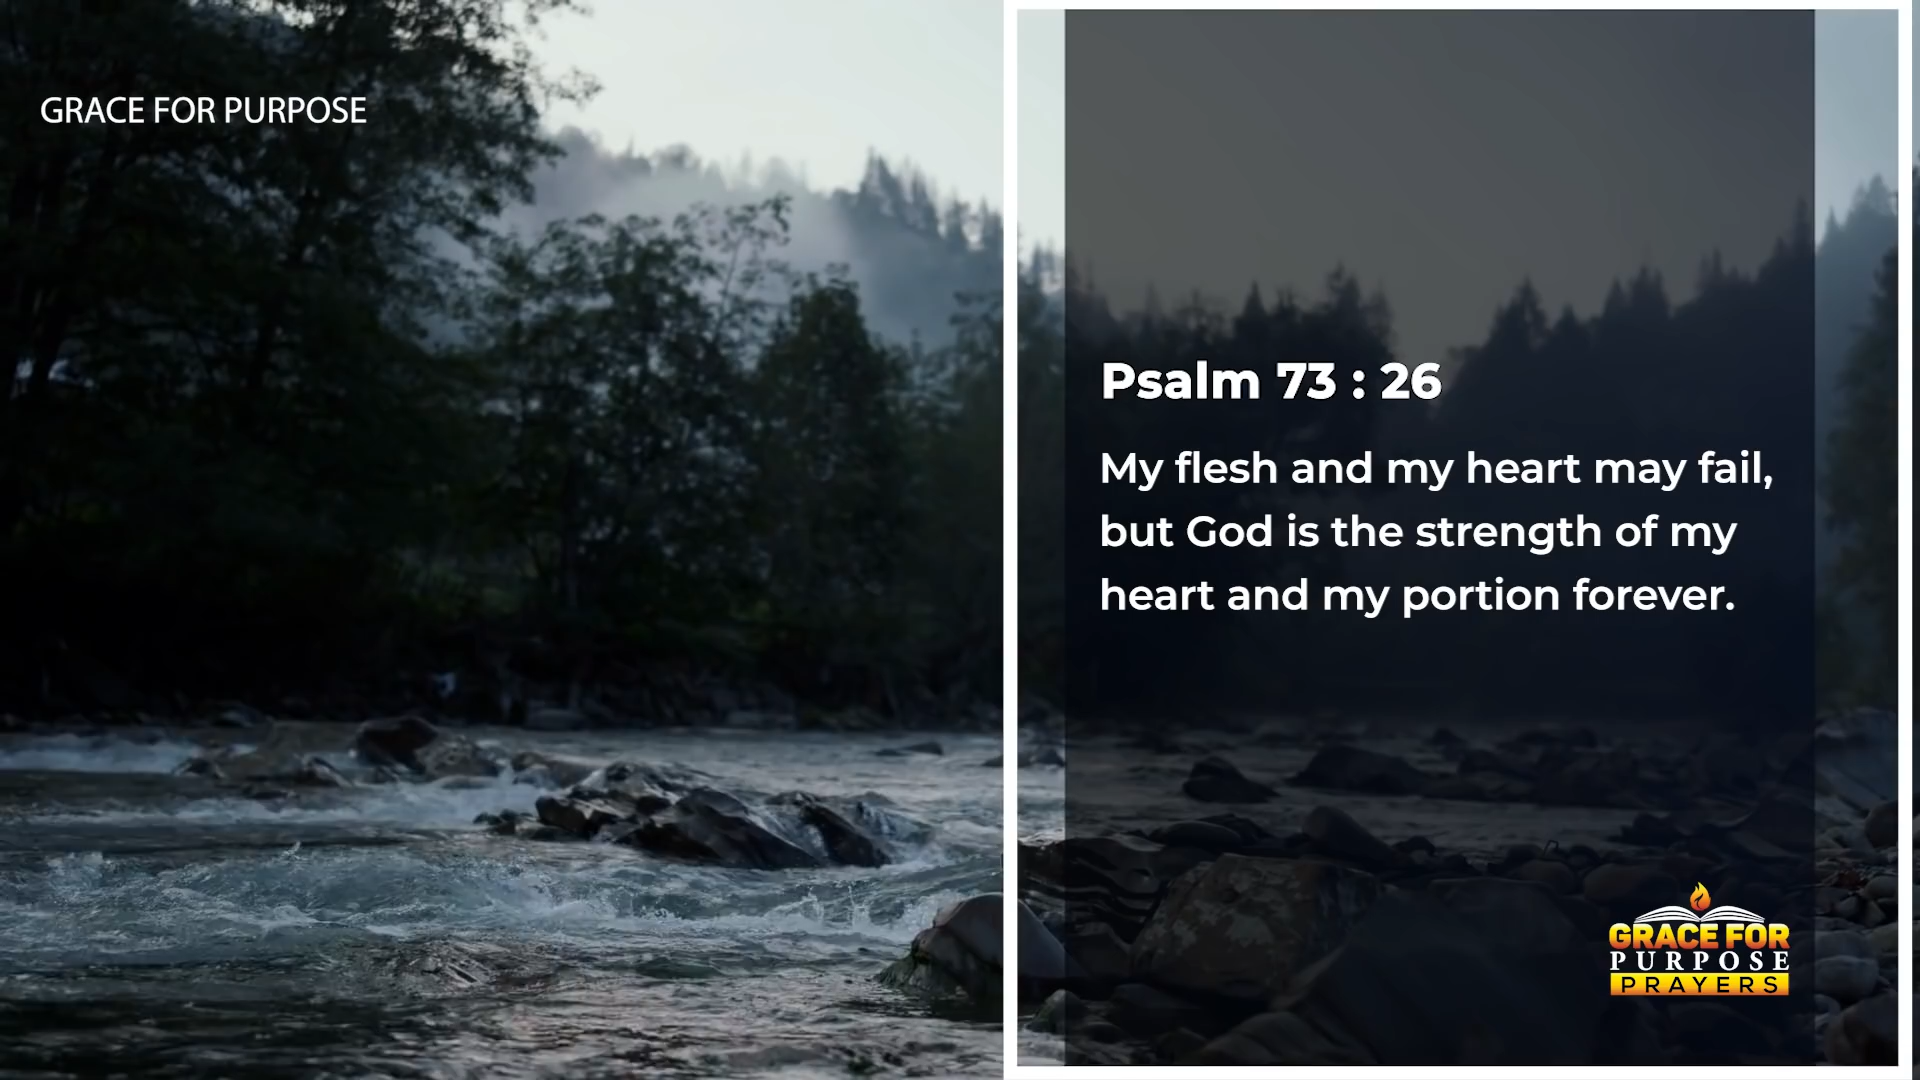 GRACE FOR PURPOSE
Psalm 73 : 26
My flesh and my heart may fail,
but God is the strength of my
heart and my portion forever.
GRACE FOR
PURPOSE
PRAYERS